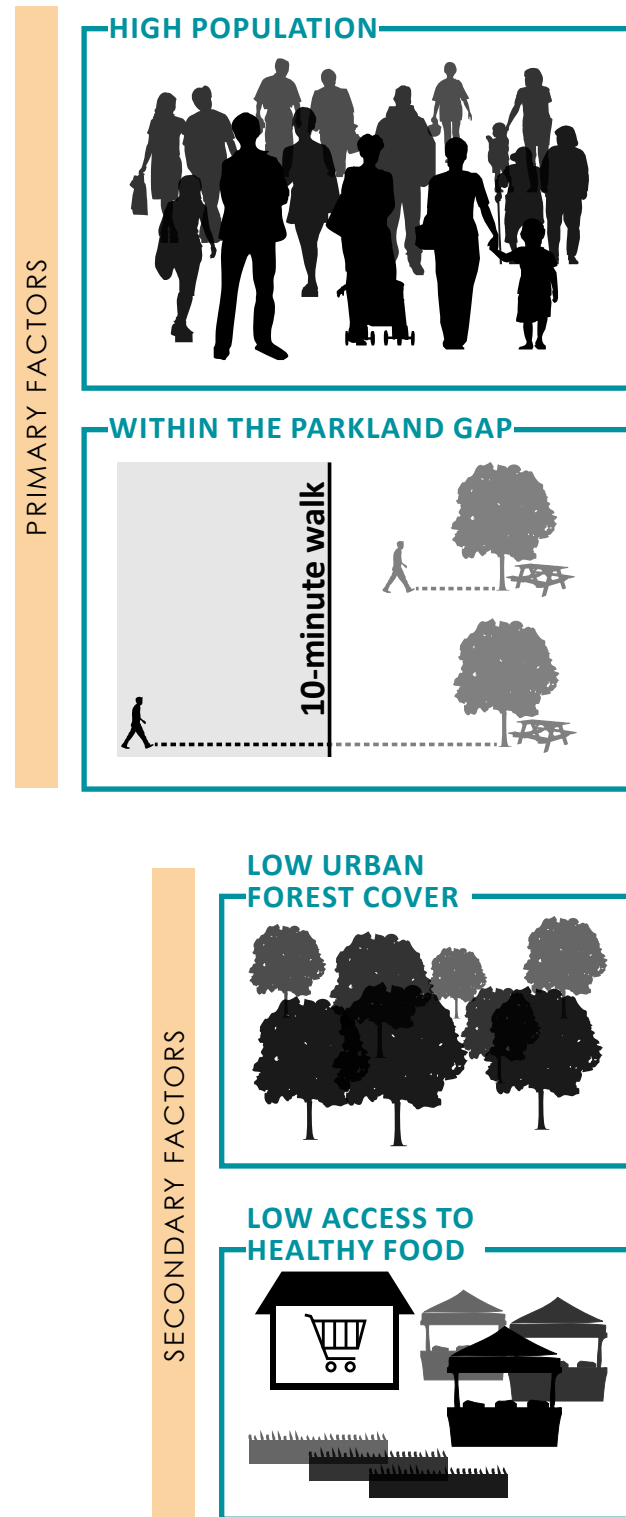 PRIMARY FACTORS
HIGH POPULATION
WITHIN THE PARKLAND GAP
10-minute walk
SECONDARY FACTORS
LOW URBAN
FOREST COVER
LOW ACCESS TO
HEALTHY FOOD